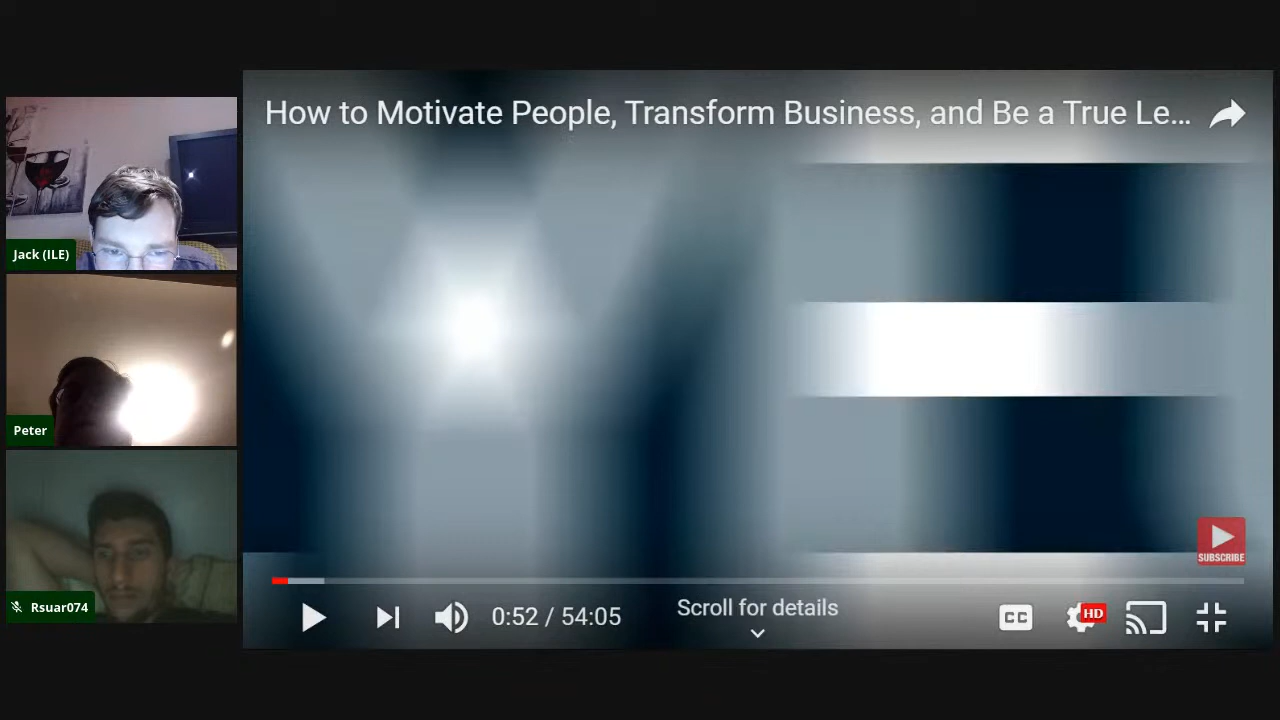 How to Motivate People, Transform Business, and Be a True Le...
Jack (ILE)
Peter
Rsuar074
SUBSCRIBE
0:52 / 54:05
Scroll for details
CC
HD